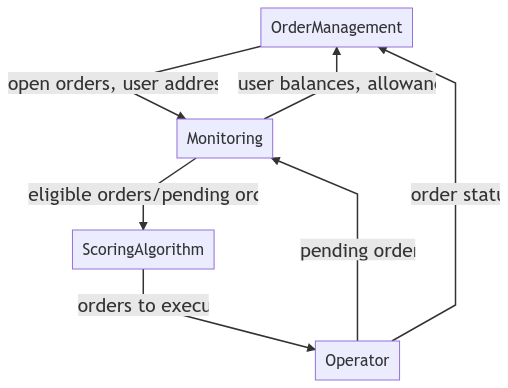 OrderManagement
open orders, user addres
user balances, allowan
Monitoring
eligible orders/pending ord
order statu
ScoringAlgorithm
pending order
orders to execu
Operator